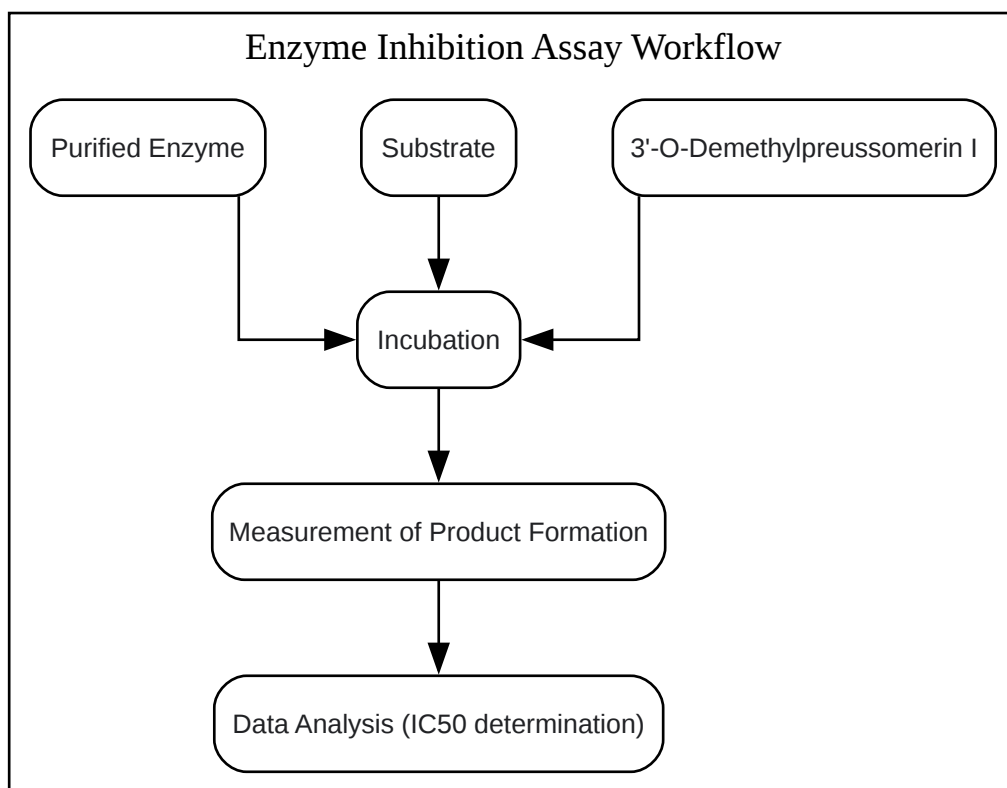 Enzyme Inhibition Assay Workflow
Purified Enzyme
Substrate
3'-O-Demethylpreussomerin I
Incubation
Measurement of Product Formation
Data Analysis (IC50 determination)